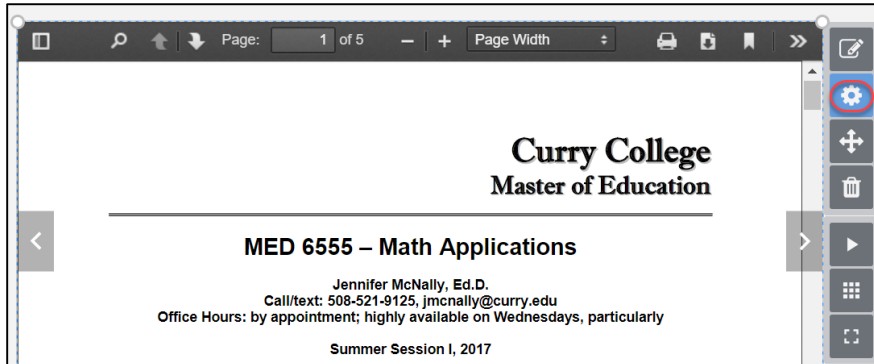 Page: 1 of 5 Page Width
Curry College
Master of Education
MED 6555 – Math Applications
Jennifer McNally, Ed.D.
Call/text: 508-521-9125, jmcnally@curry.edu
Office Hours: by appointment; highly available on Wednesdays, particularly
Summer Session I, 2017